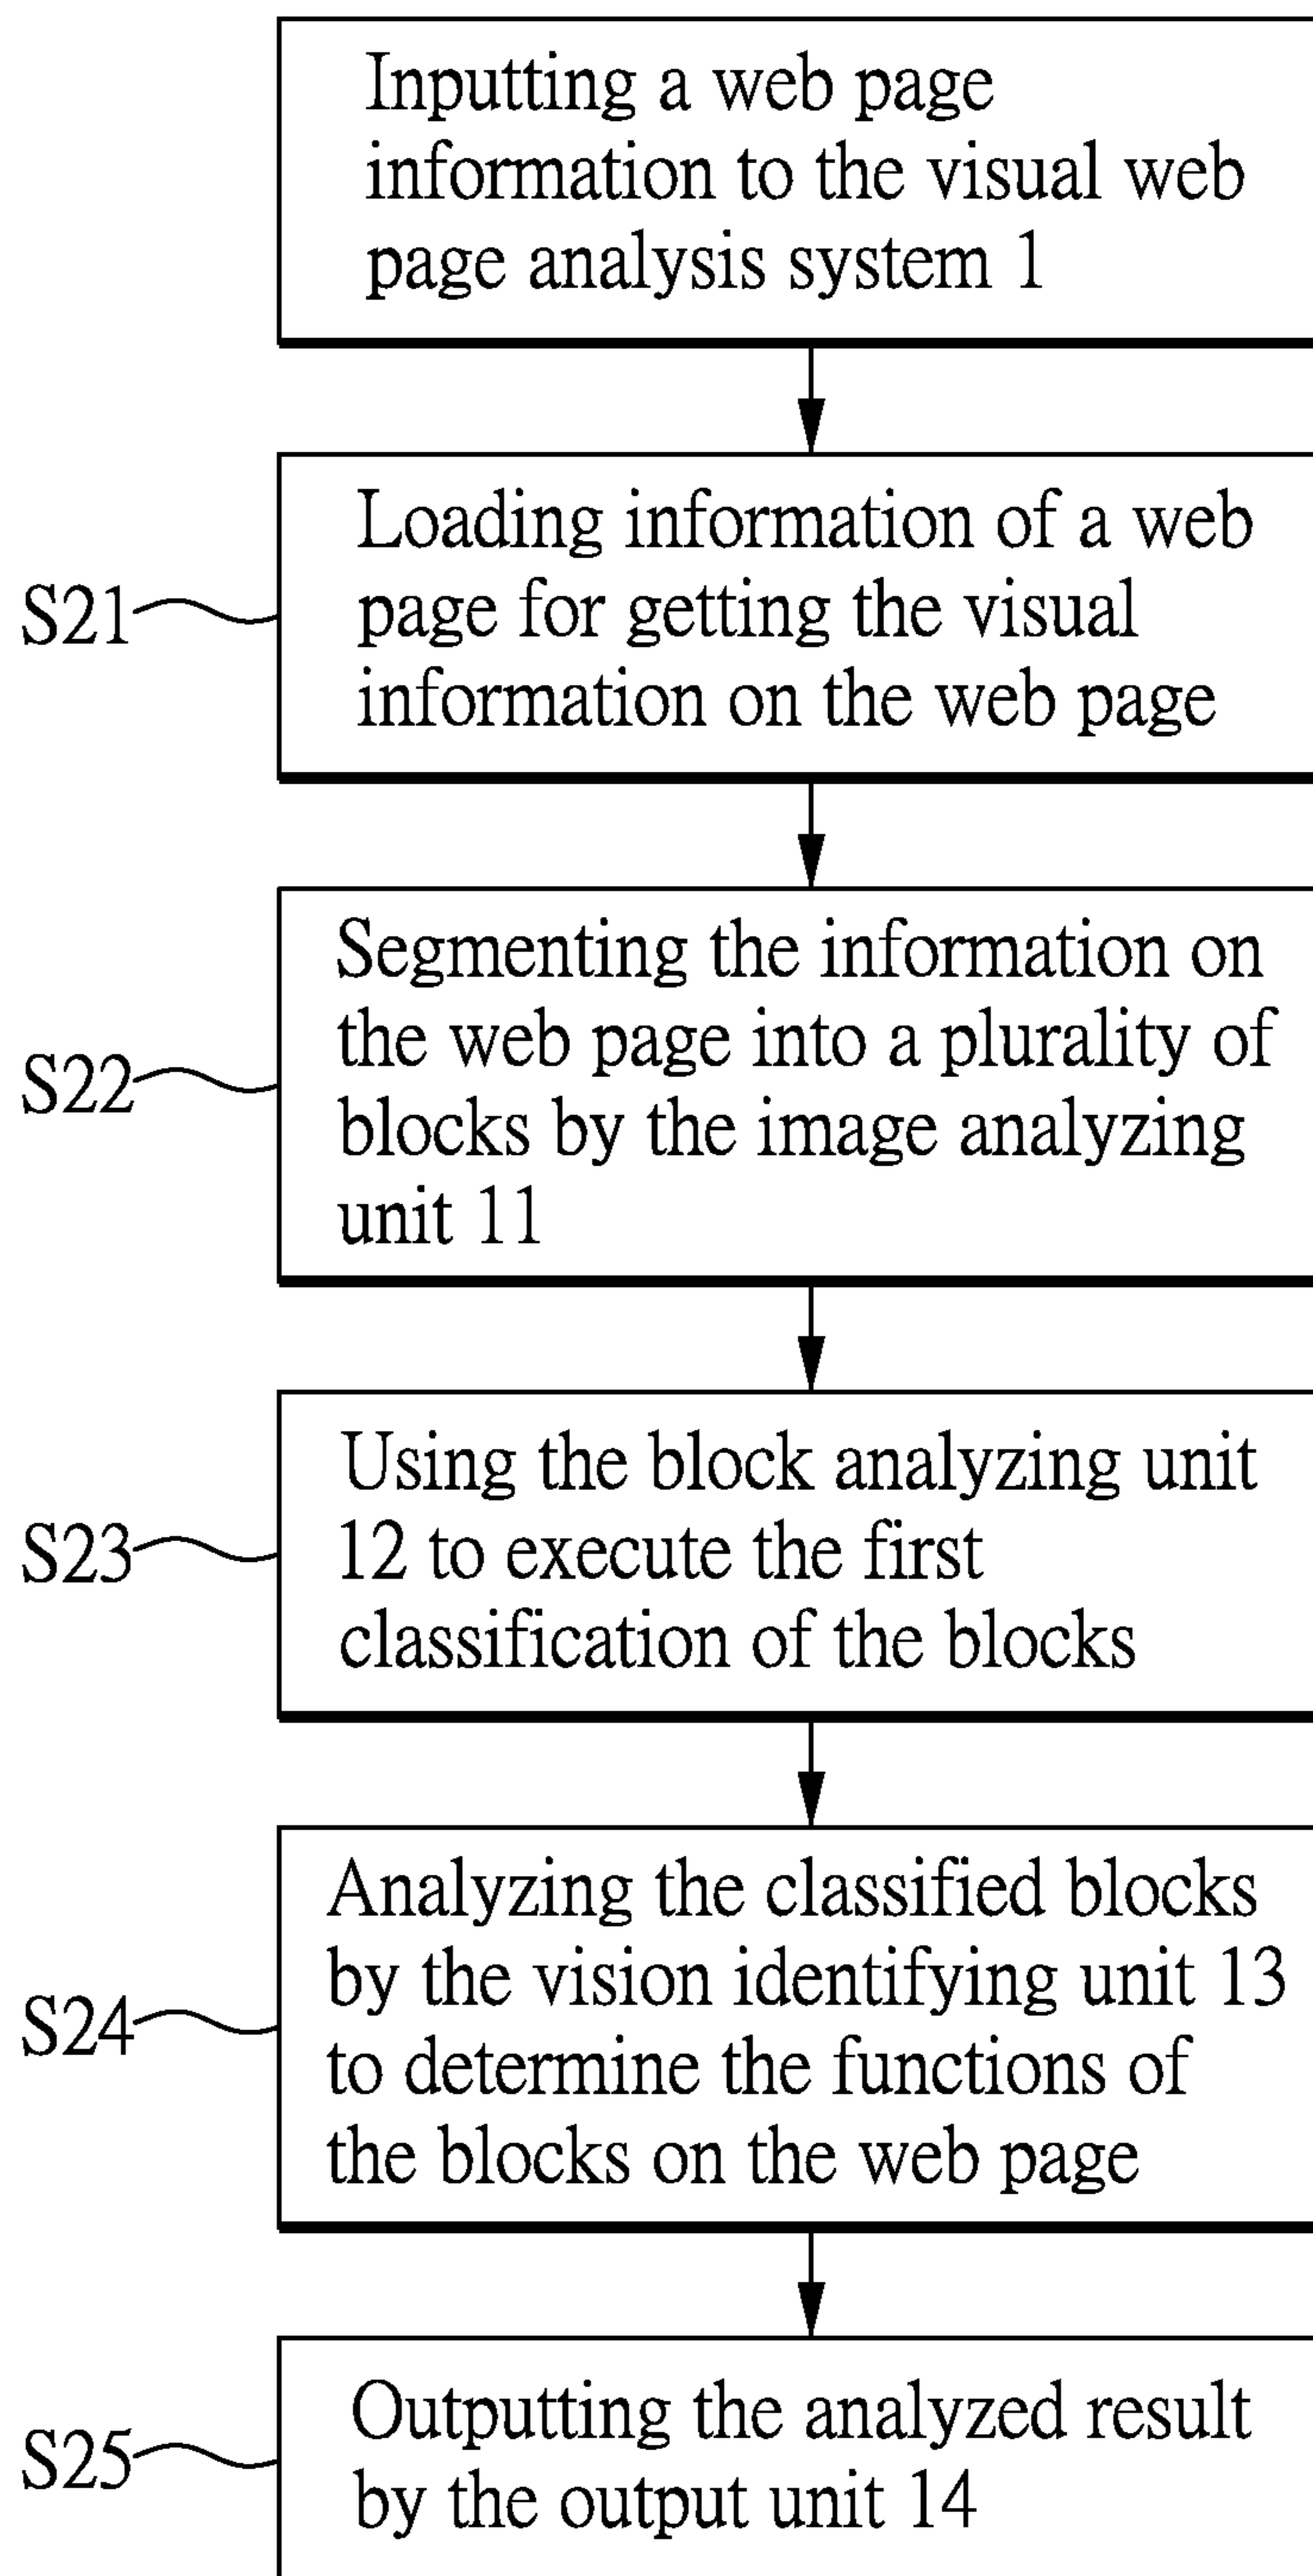 Inputting a web page
information to the visual web
page analysis system 1
S21
Loading information of a web
page for getting the visual
information on the web page
S22
Segmenting the information on
the web page into a plurality of
blocks by the image analyzing
unit 11
S23
Using the block analyzing unit
12 to execute the first
classification of the blocks
S24
Analyzing the classified blocks
by the vision identifying unit 13
to determine the functions of
the blocks on the web page
S25
Outputting the analyzed result
by the output unit 14